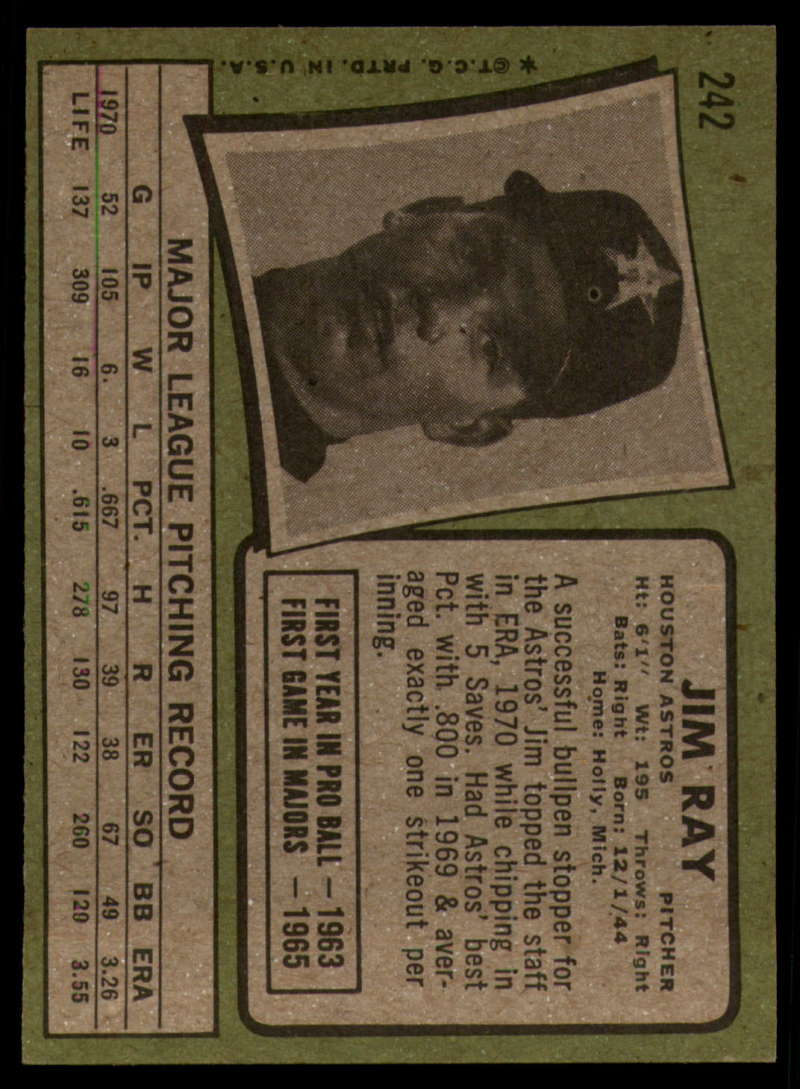 242
* ©T.C.G. PRTD. IN U.S.A.
JIM RAY
HOUSTON ASTROS PITCHER
Ht: 6'1" Wt: 195 Throws: Right
Bats: Right Born: 12/1/44
Home: Holly, Mich.
A successful bullpen stopper for
the Astros' Jim topped the staff
in ERA, 1970 while chipping in
with 5 Saves. Had Astros' best
Pct. with .800 in 1969 & aver-
aged exactly one strikeout per
inning.
FIRST YEAR IN PRO BALL — 1963
FIRST GAME IN MAJORS — 1965
MAJOR LEAGUE PITCHING RECORD
G IP W L PCT. H R ER SO BB ERA
1970 52 105 6. 3 .667 97 39 38 67 49 3.26
LIFE 137 309 16 10 .615 278 130 122 260 120 3.55